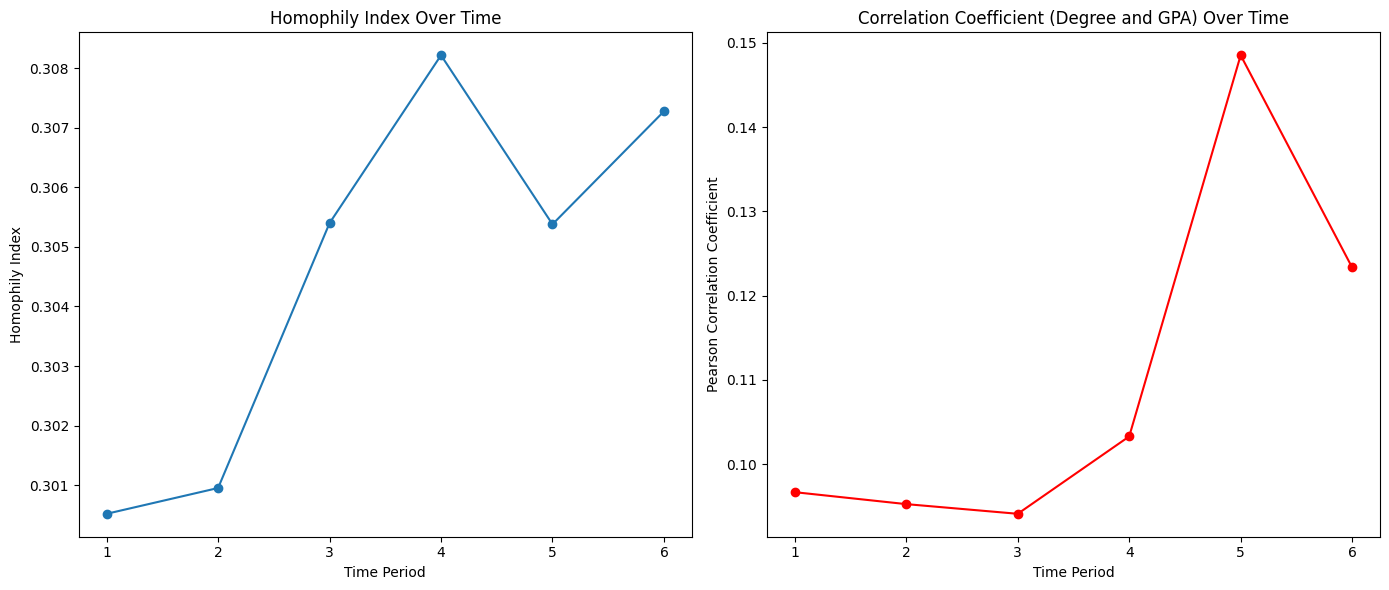 Homophily Index Over Time
Homophily Index
0.308
0.307
0.306
0.305
0.304
0.303
0.302
0.301
1 2 3 4 5 6
Time Period
Correlation Coefficient (Degree and GPA) Over Time
Pearson Correlation Coefficient
0.15
0.14
0.13
0.12
0.11
0.10
1 2 3 4 5 6
Time Period